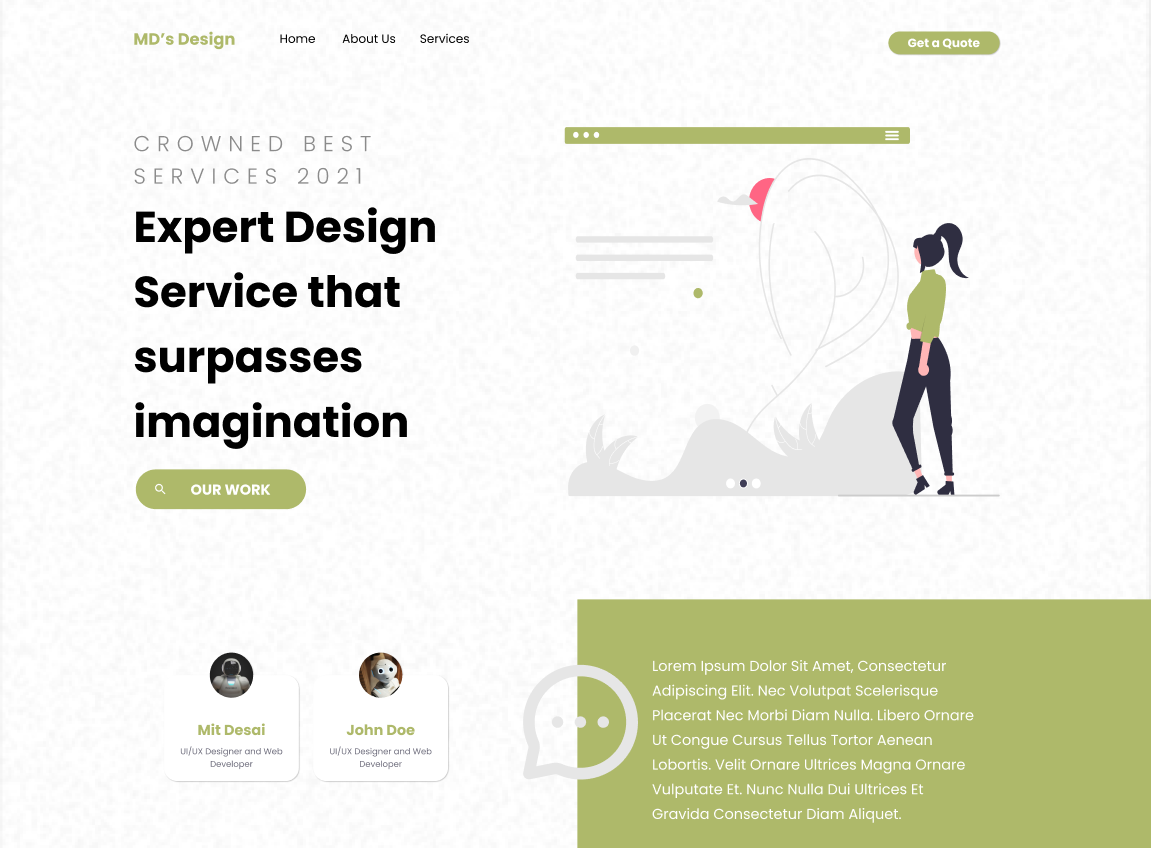 MD's Design
Home
About Us
Services
Get a Quote
CROWNED BEST
SERVICES 2021
Expert Design
Service that
surpasses
imagination
OUR WORK
Mit Desai
UI/UX Designer and Web
Developer
John Doe
UI/UX Designer and Web
Developer
Lorem Ipsum Dolor Sit Amet, Consectetur
Adipiscing Elit. Nec Volutpat Scelerisque
Placerat Nec Morbi Diam Nulla. Libero Ornare
Ut Congue Cursus Tellus Tortor Aenean
Lobortis. Velit Ornare Ultrices Magna Ornare
Vulputate Et. Nunc Nulla Dui Ultrices Et
Gravida Consectetur Diam Aliquet.